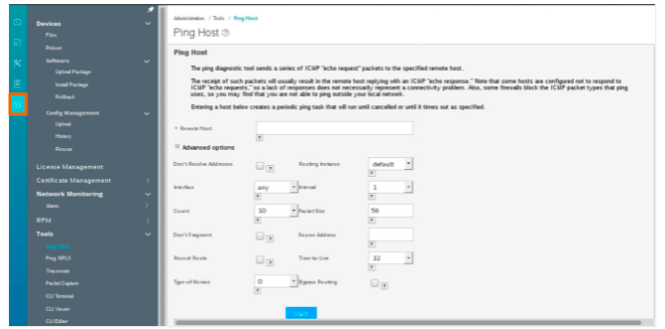 Administration / Tools / Ping Host
Ping Host
Devices
Files
Reboot
Software
Upload Package
Install Package
Rollback
Config Management
Upload
History
Rescue
License Management
Certificate Management
Network Monitoring
Alarm
RPM
Tools
Ping Host
Ping MPLS
Traceroute
Packet Capture
CLI Terminal
CLI Viewer
CLI Editor
Ping Host
The ping diagnostic tool sends a series of ICMP "echo request" packets to the specified remote host.
The receipt of such packets will usually result in the remote host replying with an ICMP "echo response." Note that some hosts are configured not to respond to
ICMP "echo requests," so a lack of responses does not necessarily represent a connectivity problem. Also, some firewalls block the ICMP packet types that ping
uses, so you may find that you are not able to ping outside your local network.
Entering a host below creates a periodic ping task that will run until cancelled or until it times out as specified.
* Remote Host
?
Advanced options
Don't Resolve Addresses ? Routing Instance default ?
Interface any ? Interval 1 ?
Count 10 ? Packet Size 56 ?
Don't Fragment ? Source Address ?
Record Route ? Time-to-Live 32 ?
Type-of-Service 0 ? Bypass Routing ?
Start